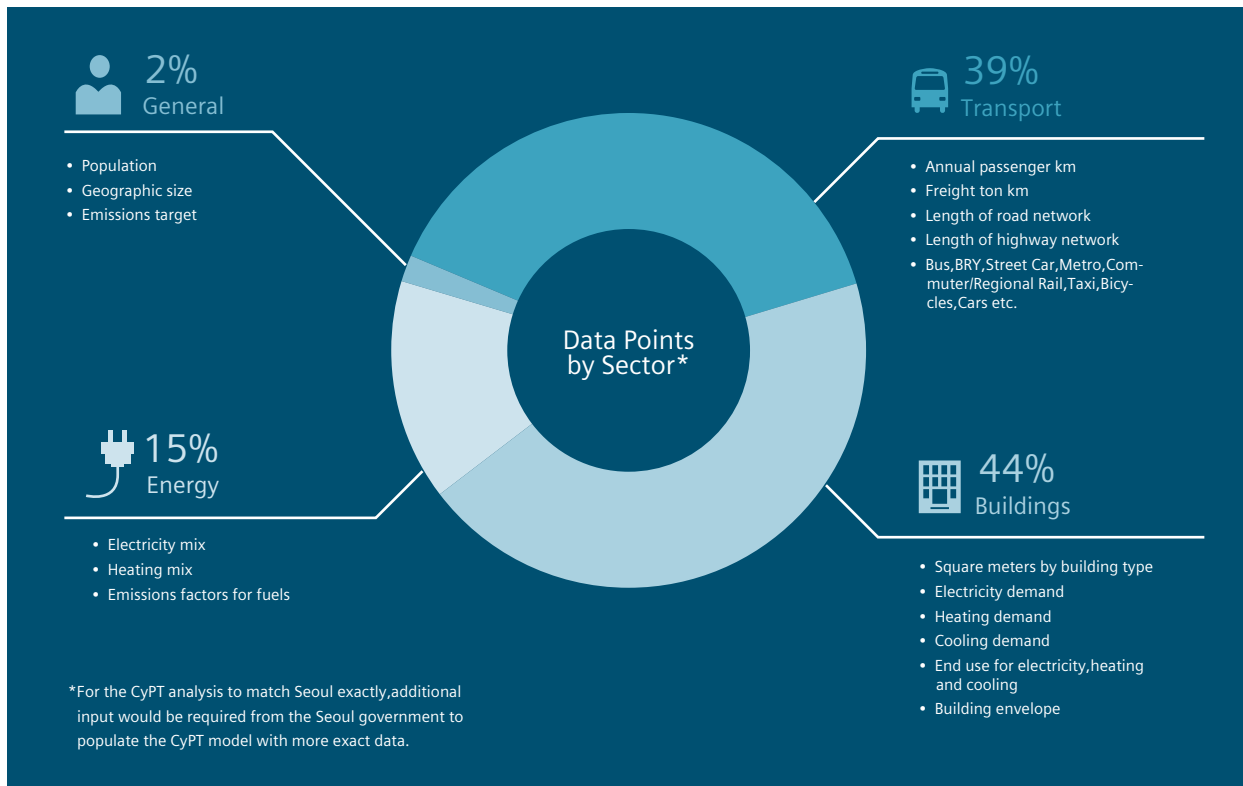 2%
General
• Population
• Geographic size
• Emissions target
39%
Transport
• Annual passenger km
• Freight ton km
• Length of road network
• Length of highway network
• Bus,BRY,Street Car,Metro,Com-
muter/Regional Rail,Taxi,Bicy-
cles,Cars etc.
Data Points
by Sector*
15%
Energy
• Electricity mix
• Heating mix
• Emissions factors for fuels
44%
Buildings
• Square meters by building type
• Electricity demand
• Heating demand
• Cooling demand
• End use for electricity,heating
and cooling
• Building envelope
*For the CyPT analysis to match Seoul exactly,additional
input would be required from the Seoul government to
populate the CyPT model with more exact data.